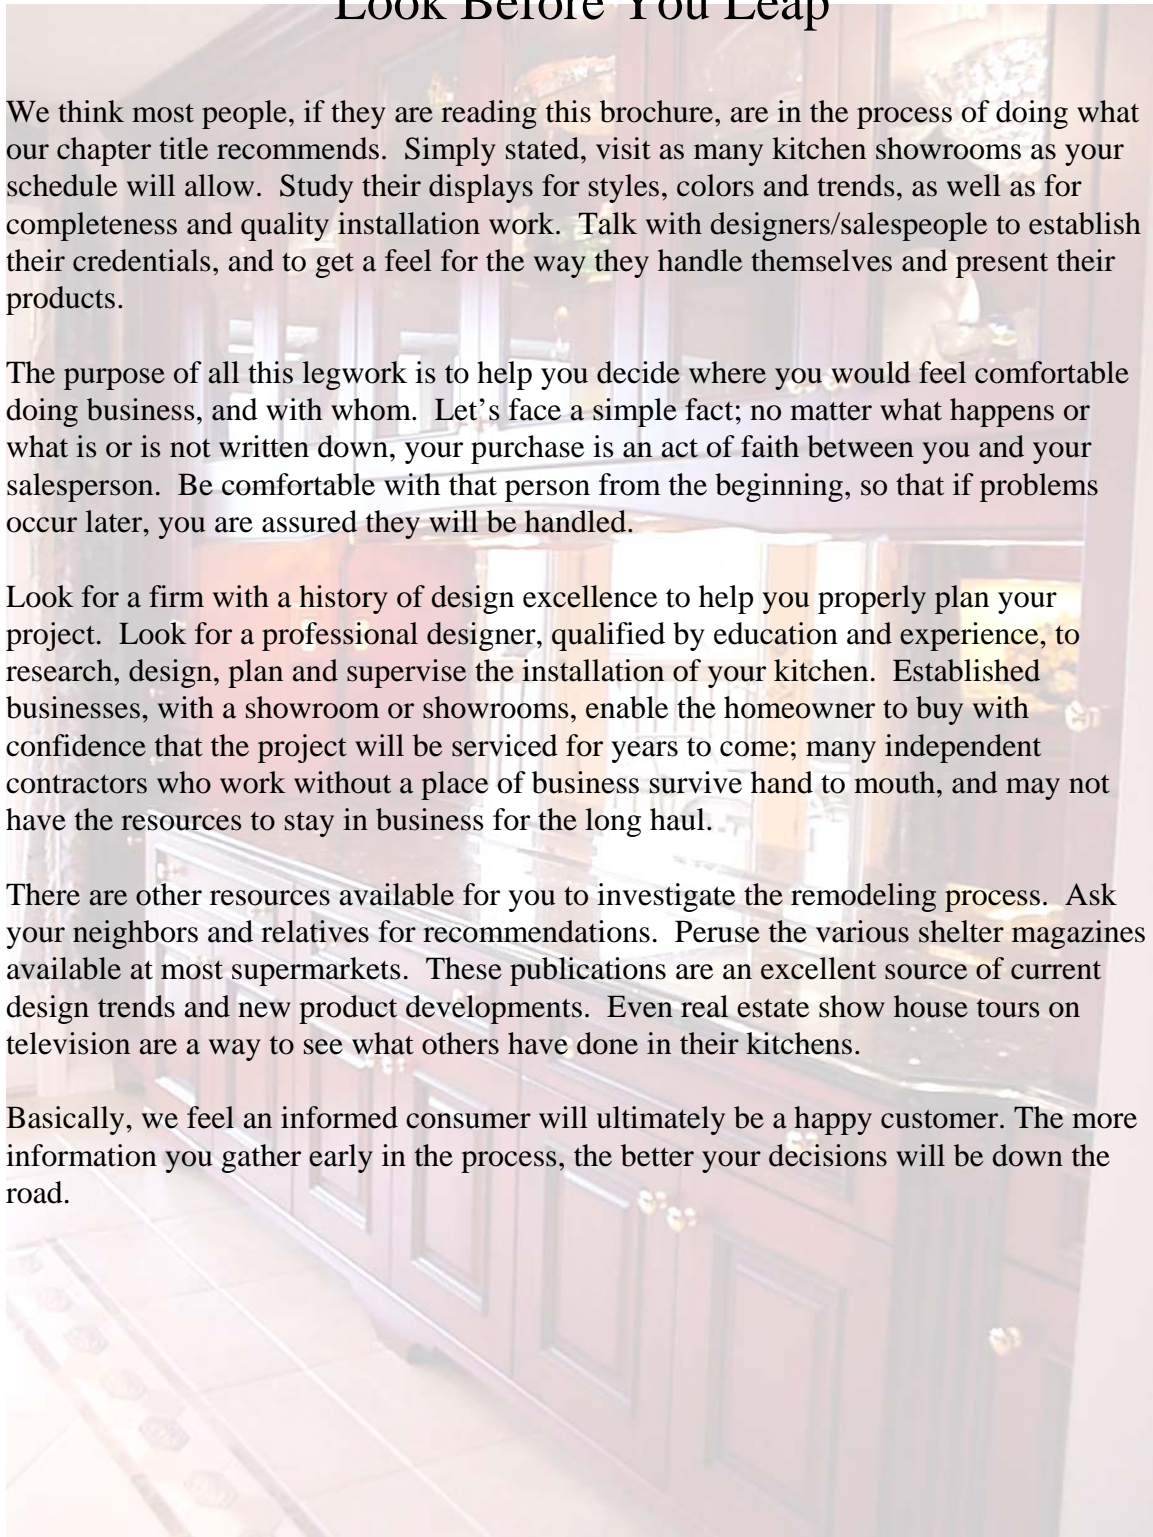 Look Before You Leap
We think most people, if they are reading this brochure, are in the process of doing what
our chapter title recommends.  Simply stated, visit as many kitchen showrooms as your
schedule will allow.  Study their displays for styles, colors and trends, as well as for
completeness and quality installation work.  Talk with designers/salespeople to establish
their credentials, and to get a feel for the way they handle themselves and present their
products.
The purpose of all this legwork is to help you decide where you would feel comfortable
doing business, and with whom.  Let’s face a simple fact; no matter what happens or
what is or is not written down, your purchase is an act of faith between you and your
salesperson.  Be comfortable with that person from the beginning, so that if problems
occur later, you are assured they will be handled.
Look for a firm with a history of design excellence to help you properly plan your
project.  Look for a professional designer, qualified by education and experience, to
research, design, plan and supervise the installation of your kitchen.  Established
businesses, with a showroom or showrooms, enable the homeowner to buy with
confidence that the project will be serviced for years to come; many independent
contractors who work without a place of business survive hand to mouth, and may not
have the resources to stay in business for the long haul.
There are other resources available for you to investigate the remodeling process.  Ask
your neighbors and relatives for recommendations.  Peruse the various shelter magazines
available at most supermarkets.  These publications are an excellent source of current
design trends and new product developments.  Even real estate show house tours on
television are a way to see what others have done in their kitchens.
Basically, we feel an informed consumer will ultimately be a happy customer. The more
information you gather early in the process, the better your decisions will be down the
road.